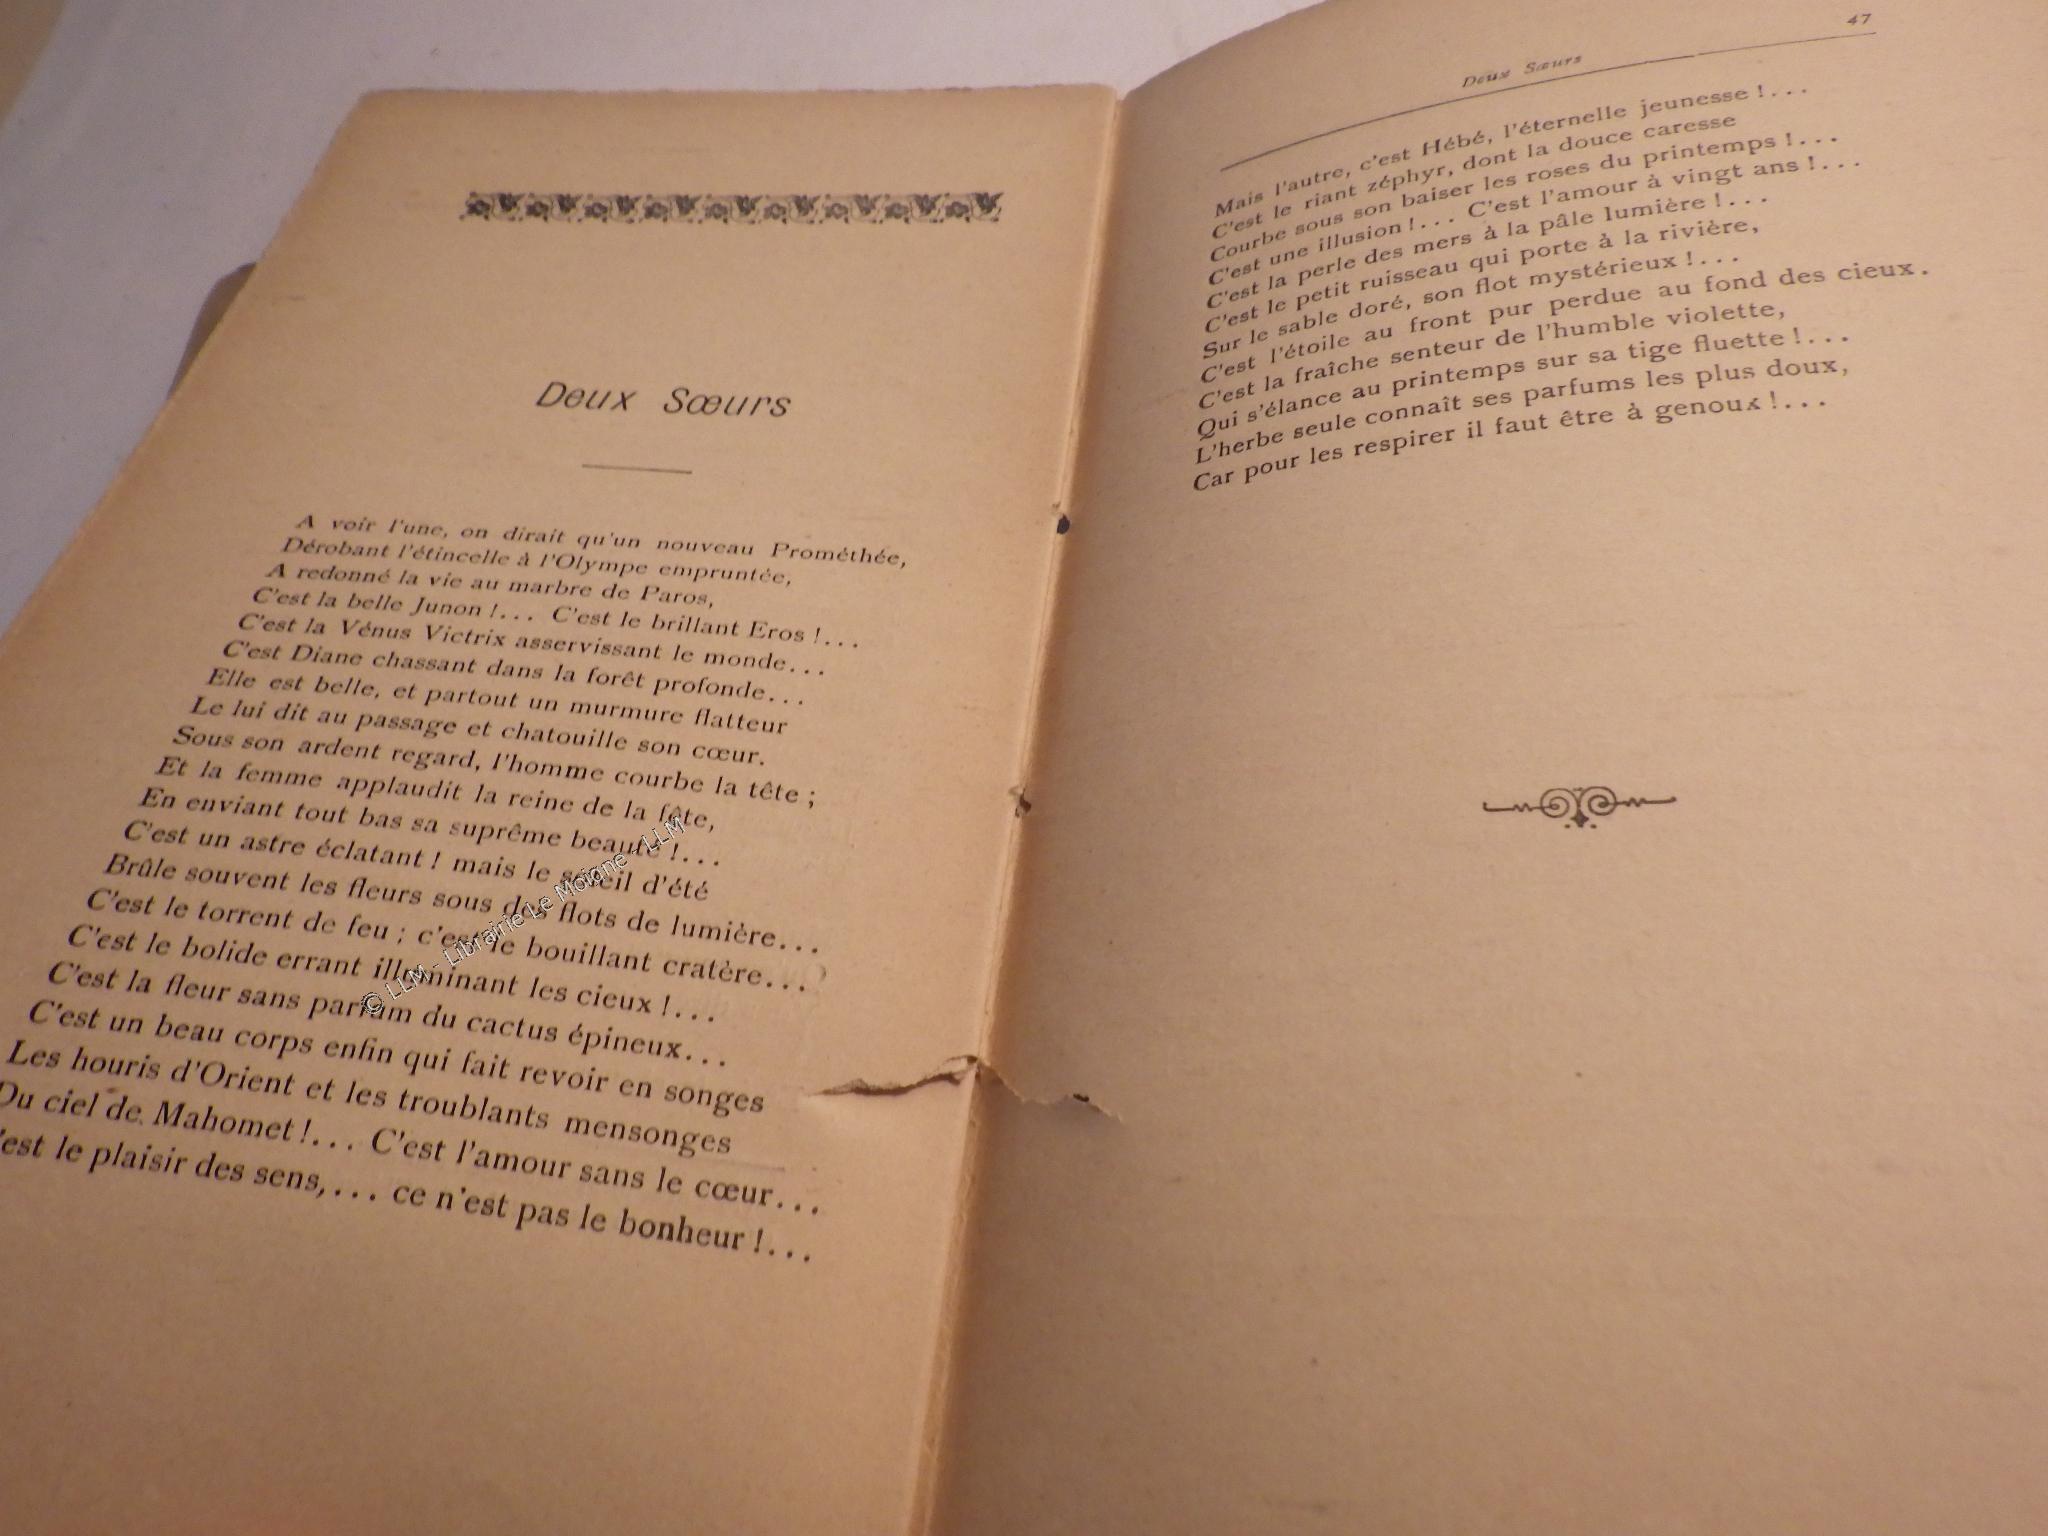 Deux Sœurs
A voir l'une, on dirait qu'un nouveau Prométhée,
Dérobant l'étincelle à l'Olympe empruntée,
A redonné la vie au marbre de Paros,
C'est la belle Junon !... C'est le brillant Eros !...
C'est la Vénus Victrix asservissant le monde...
C'est Diane chassant dans la forêt profonde...
Elle est belle, et partout un murmure flatteur
Le lui dit au passage et chatouille son cœur.
Sous son ardent regard, l'homme courbe la tête ;
Et la femme applaudit la reine de la fête,
En enviant tout bas sa suprême beauté !...
C'est un astre éclatant ! mais le soleil d'été
Brûle souvent les fleurs sous des flots de lumière...
C'est le torrent de feu ; c'est le bouillant cratère...
C'est le bolide errant illuminant les cieux !...
C'est la fleur sans parfum du cactus épineux...
C'est un beau corps enfin qui fait revoir en songes
Les houris d'Orient et les troublants mensonges
Du ciel de Mahomet !... C'est l'amour sans le cœur...
'est le plaisir des sens,... ce n'est pas le bonheur !...
© LLM - Librairie Le Moigne - LLM
47
Deux Sœurs
Mais l'autre, c'est Hébé, l'éternelle jeunesse !...
C'est le riant zéphyr, dont la douce caresse
Courbe sous son baiser les roses du printemps !...
C'est une illusion !... C'est l'amour à vingt ans !...
C'est la perle des mers à la pâle lumière !...
C'est le petit ruisseau qui porte à la rivière,
Sur le sable doré, son flot mystérieux !...
C'est l'étoile au front pur perdue au fond des cieux.
C'est la fraîche senteur de l'humble violette,
Qui s'élance au printemps sur sa tige fluette !...
L'herbe seule connaît ses parfums les plus doux,
Car pour les respirer il faut être à genoux !...